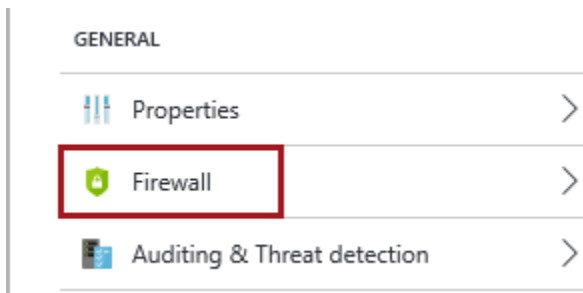 GENERAL
Properties
Firewall
Auditing & Threat detection